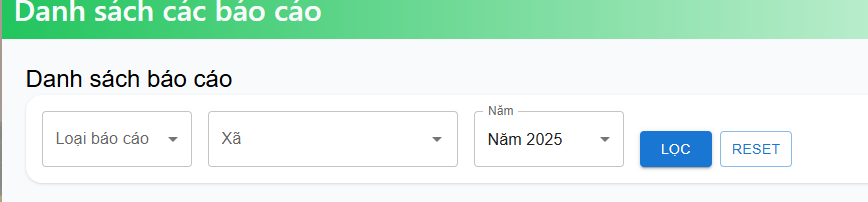 Danh sách các báo cáo
Danh sách báo cáo
Loại báo cáo
Xã
Năm
Năm 2025
LỌC
RESET